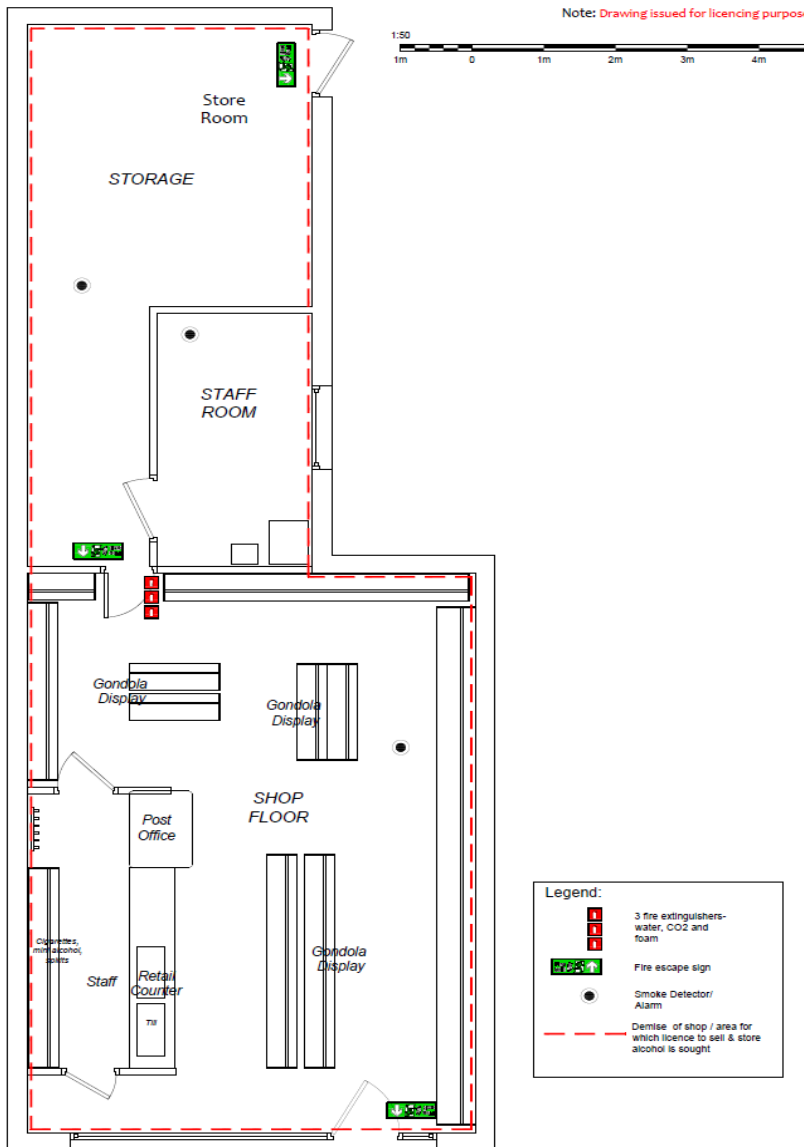 Note: Drawing issued for licencing purpose
1:50
1m 0 1m 2m 3m 4m
Store
Room
STORAGE
STAFF
ROOM
Gondola
Display
Gondola
Display
SHOP
FLOOR
Post
Office
Cigarettes,
mini alcohol,
spirits
Staff
Retail
Counter
Till
Gondola
Display
Legend:
3 fire extinguishers-
water, CO2 and
foam
Fire escape sign
Smoke Detector/
Alarm
Demise of shop / area for
which licence to sell & store
alcohol is sought